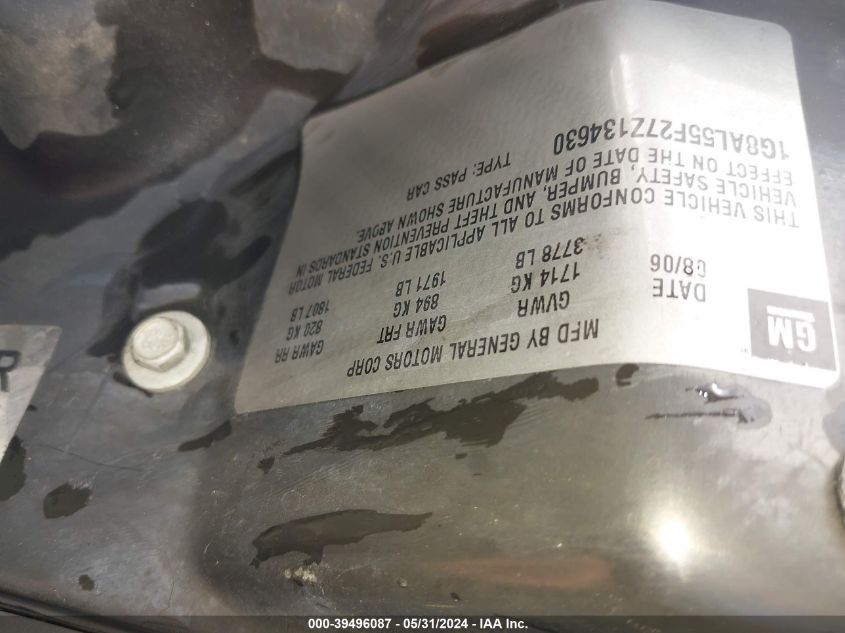 GM
MFD BY GENERAL MOTORS CORP
DATE GVWR GAWR FRT GAWR RR
08/06 1714 KG 894 KG 820 KG
3778 LB 1971 LB 1807 LB
THIS VEHICLE CONFORMS TO ALL APPLICABLE U.S. FEDERAL MOTOR
VEHICLE SAFETY, BUMPER, AND THEFT PREVENTION STANDARDS IN
EFFECT ON THE DATE OF MANUFACTURE SHOWN ABOVE.
1G8AL55F27Z134630 TYPE: PASS CAR
R
000-39496087 - 05/31/2024 - IAA Inc.